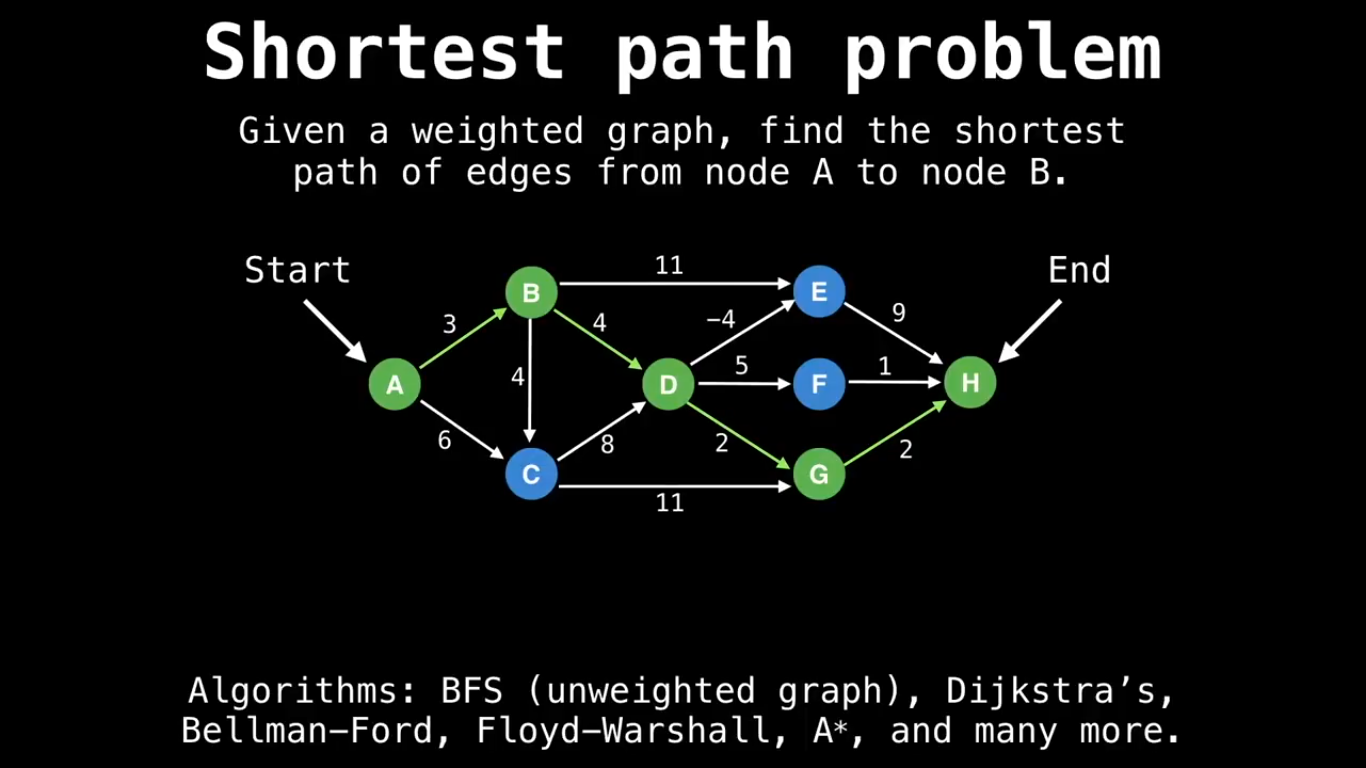 Shortest path problem
Given a weighted graph, find the shortest
path of edges from node A to node B.
Start
End
11
B
E
3
4
−4
9
4
5
1
A
D
F
H
6
8
2
2
C
G
11
Algorithms: BFS (unweighted graph), Dijkstra’s,
Bellman–Ford, Floyd–Warshall, A*, and many more.